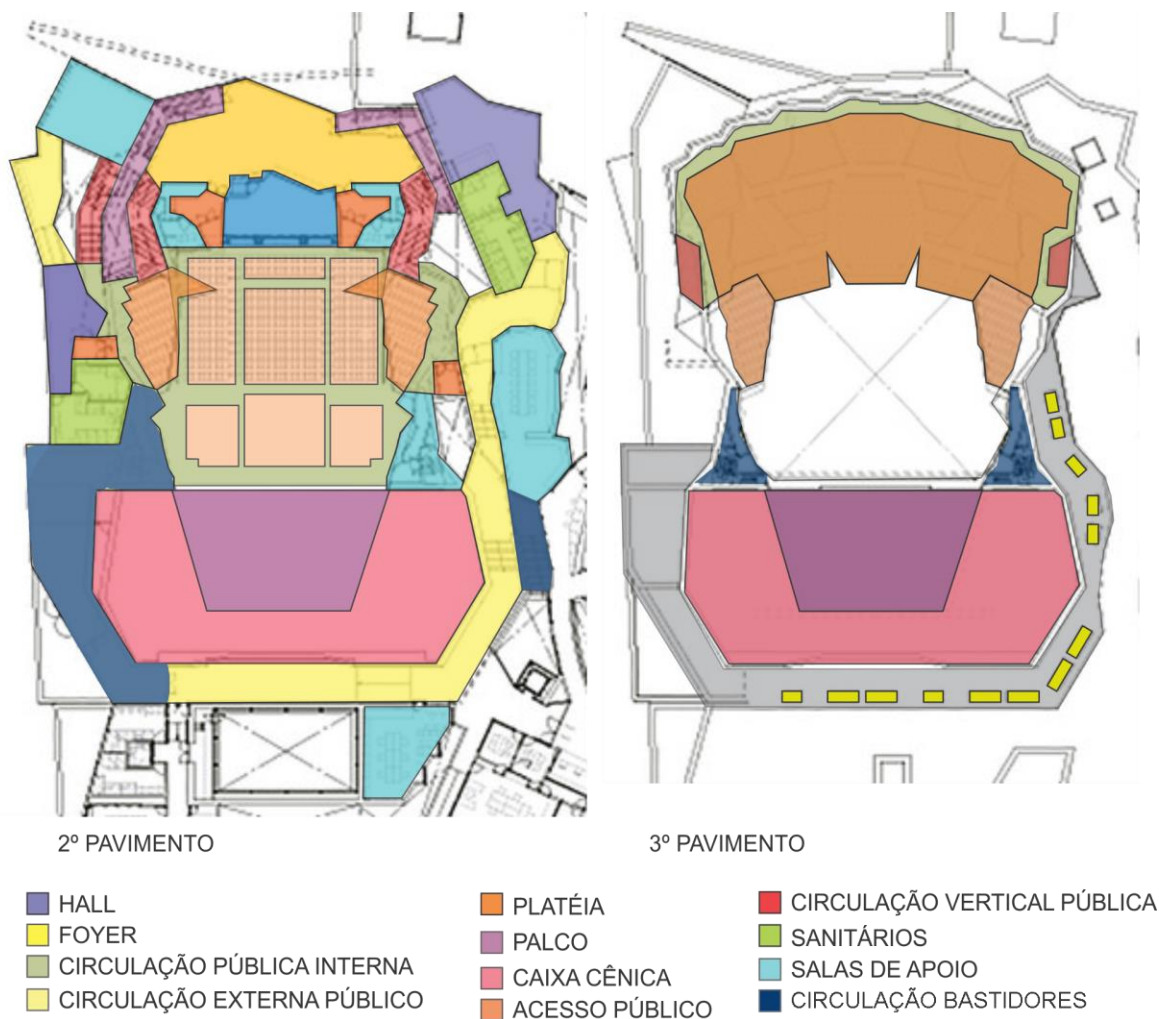 2º PAVIMENTO
3º PAVIMENTO
HALL
FOYER
CIRCULAÇÃO PÚBLICA INTERNA
CIRCULAÇÃO EXTERNA PÚBLICO
PLATÉIA
PALCO
CAIXA CÊNICA
ACESSO PÚBLICO
CIRCULAÇÃO VERTICAL PÚBLICA
SANITÁRIOS
SALAS DE APOIO
CIRCULAÇÃO BASTIDORES